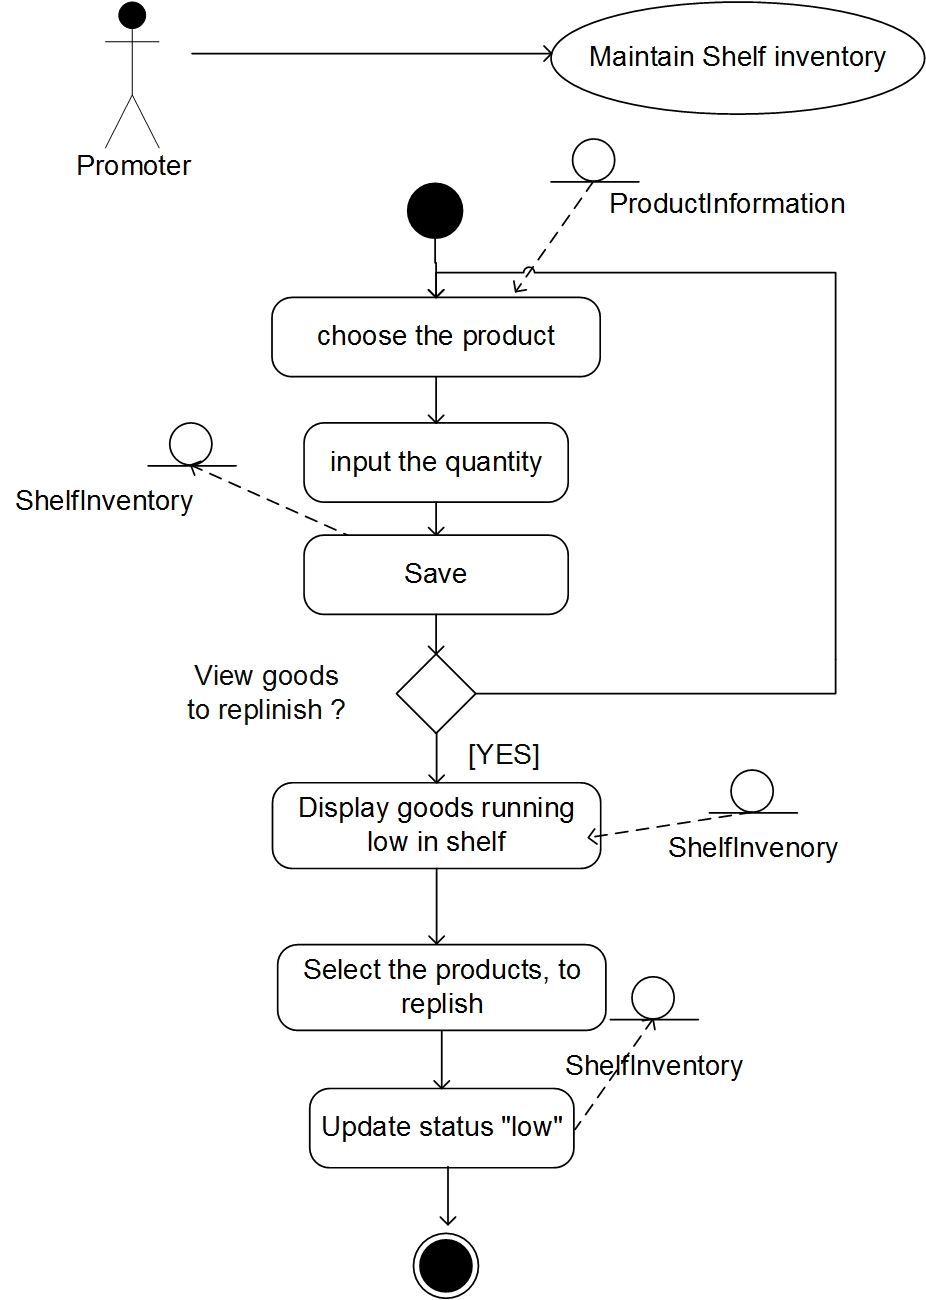 Maintain Shelf inventory
Promoter
ProductInformation
choose the product
input the quantity
ShelfInventory
Save
View goods
to replinish ?
[YES]
Display goods running
low in shelf
ShelfInvenory
Select the products, to
replish
ShelfInventory
Update status "low"